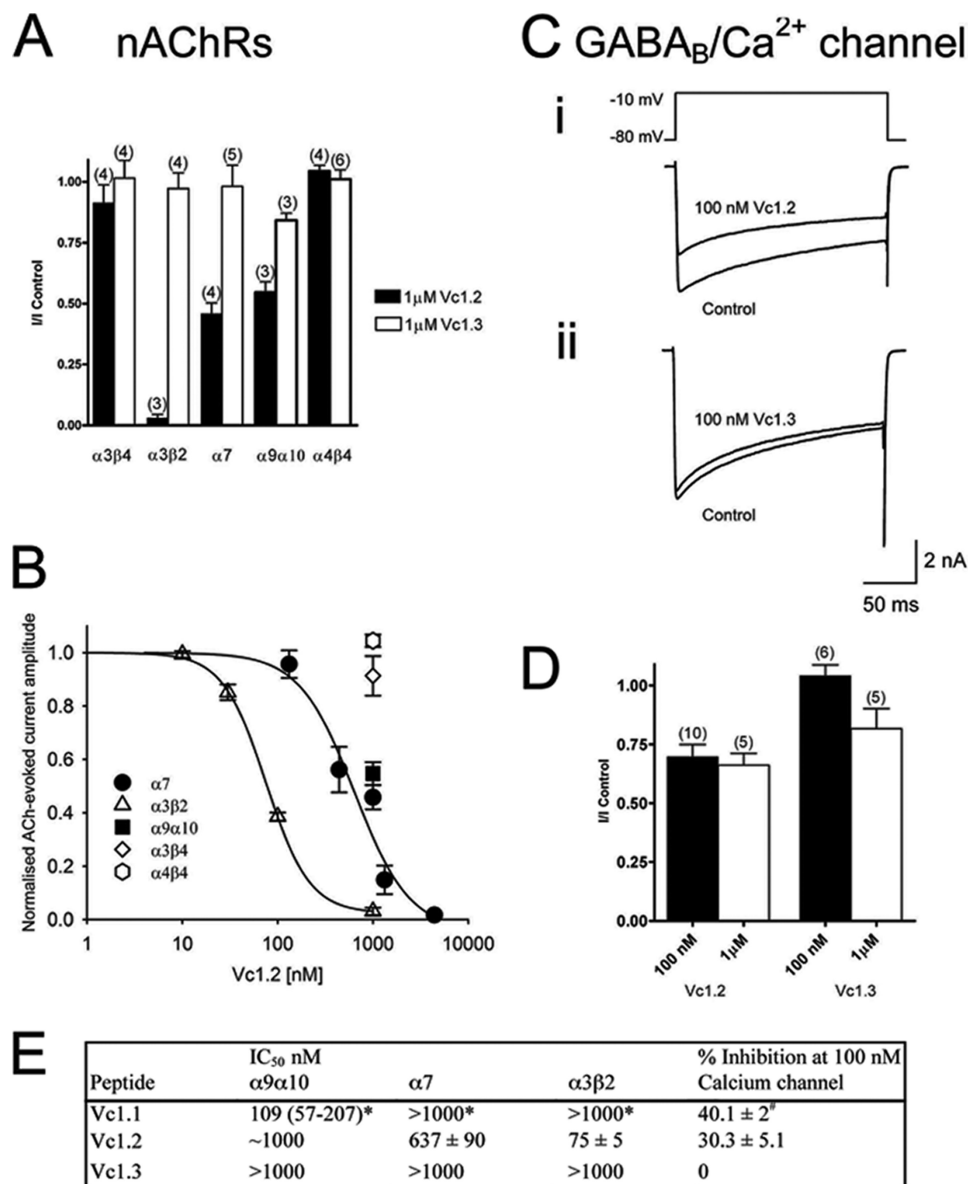 A nAChRs
I/I Control
1.00
0.75
0.50
0.25
0.00
(4)
(4)
(3)
(4)
(4)
(5)
(3)
(3)
(4)
(6)
α3β4 α3β2 α7 α9α10 α4β4
1μM Vc1.2
1μM Vc1.3
B
Normalised ACh-evoked current amplitude
1.0
0.8
0.6
0.4
0.2
0.0
α7
α3β2
α9α10
α3β4
α4β4
1 10 100 1000 10000
Vc1.2 [nM]
C GABAB/Ca2+ channel
i
-10 mV
-80 mV
100 nM Vc1.2
Control
ii
100 nM Vc1.3
Control
2 nA
50 ms
D
I/I Control
1.00
0.75
0.50
0.25
0.00
(10)
(5)
(6)
(5)
100 nM 1μM 100 nM 1μM
Vc1.2 Vc1.3
E
IC50 nM % Inhibition at 100 nM
Peptide α9α10 α7 α3β2 Calcium channel
Vc1.1 109 (57-207)* >1000* >1000* 40.1 ± 2#
Vc1.2 ~1000 637 ± 90 75 ± 5 30.3 ± 5.1
Vc1.3 >1000 >1000 >1000 0